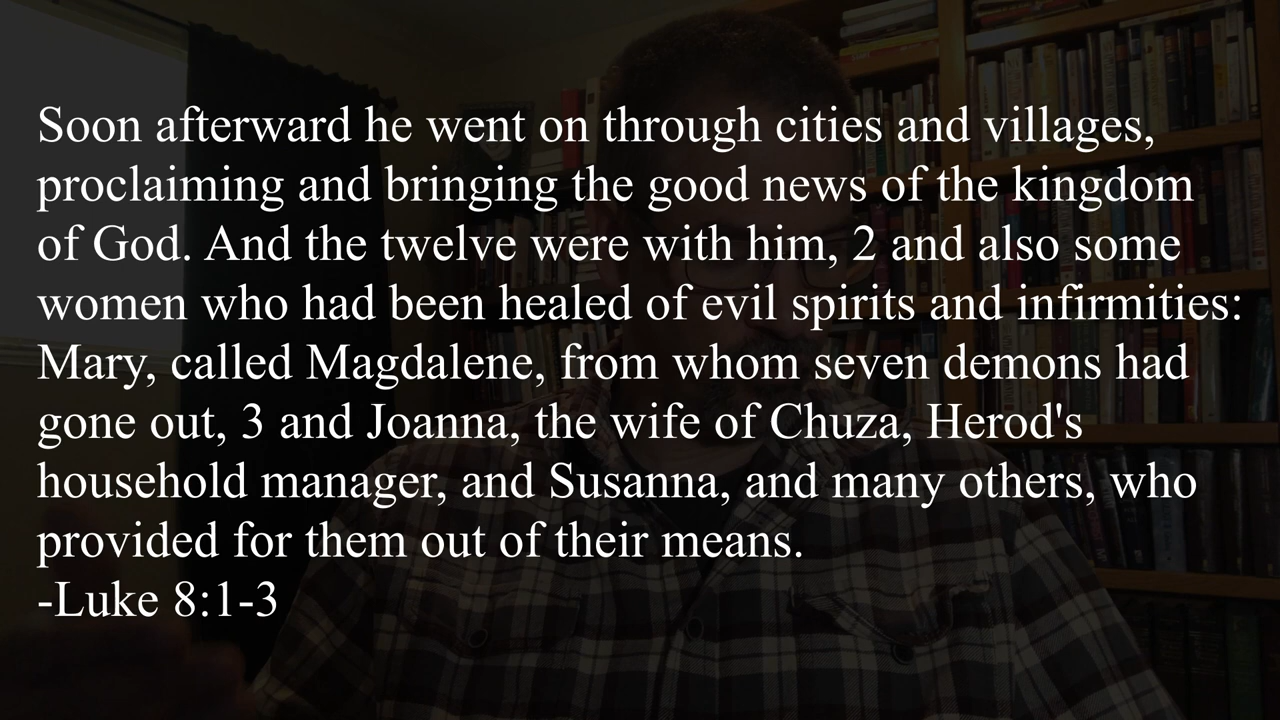 Soon afterward he went on through cities and villages,
proclaiming and bringing the good news of the kingdom
of God. And the twelve were with him, 2 and also some
women who had been healed of evil spirits and infirmities:
Mary, called Magdalene, from whom seven demons had
gone out, 3 and Joanna, the wife of Chuza, Herod's
household manager, and Susanna, and many others, who
provided for them out of their means.
-Luke 8:1-3